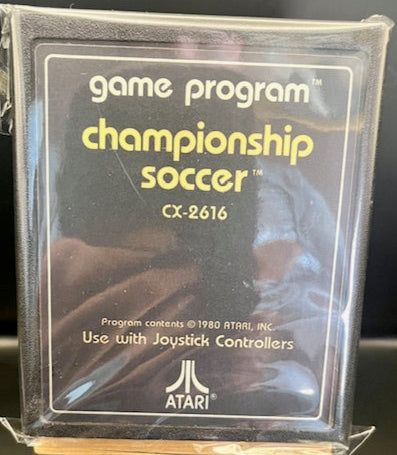 game program™
championship
soccer™
CX-2616
Program contents © 1980 ATARI, INC.
Use with Joystick Controllers
ATARI®